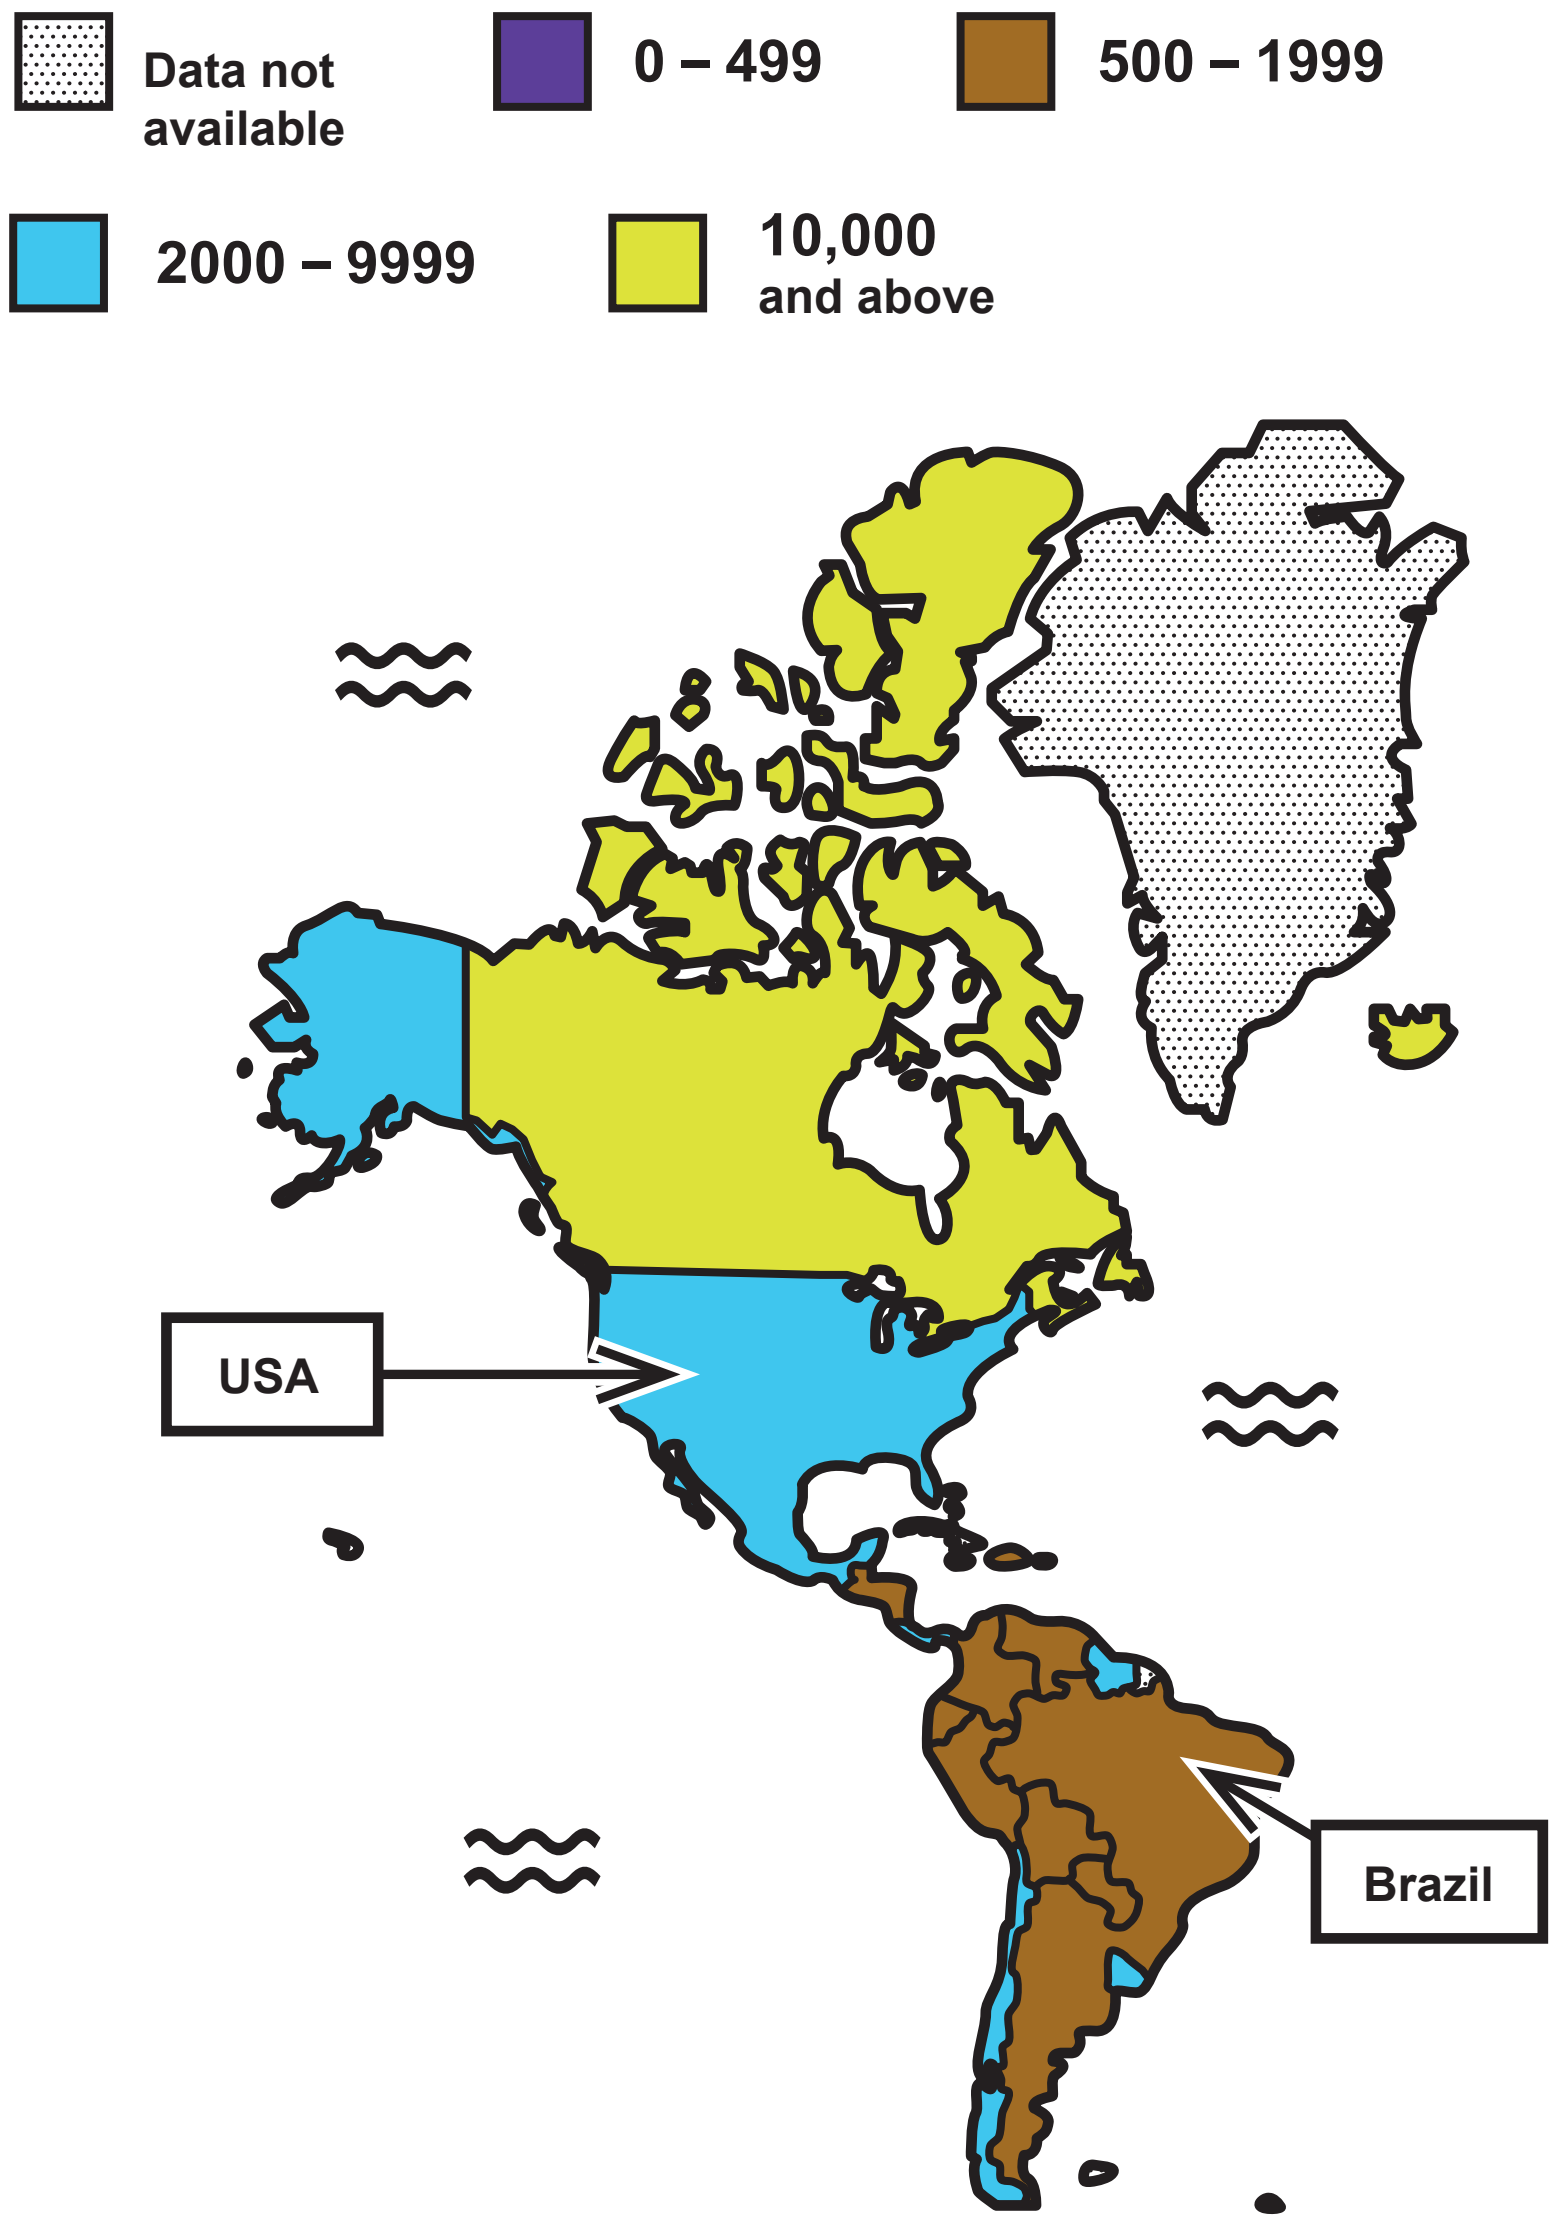 Data not
available
0 – 499
500 – 1999
2000 – 9999
10,000
and above
USA
Brazil